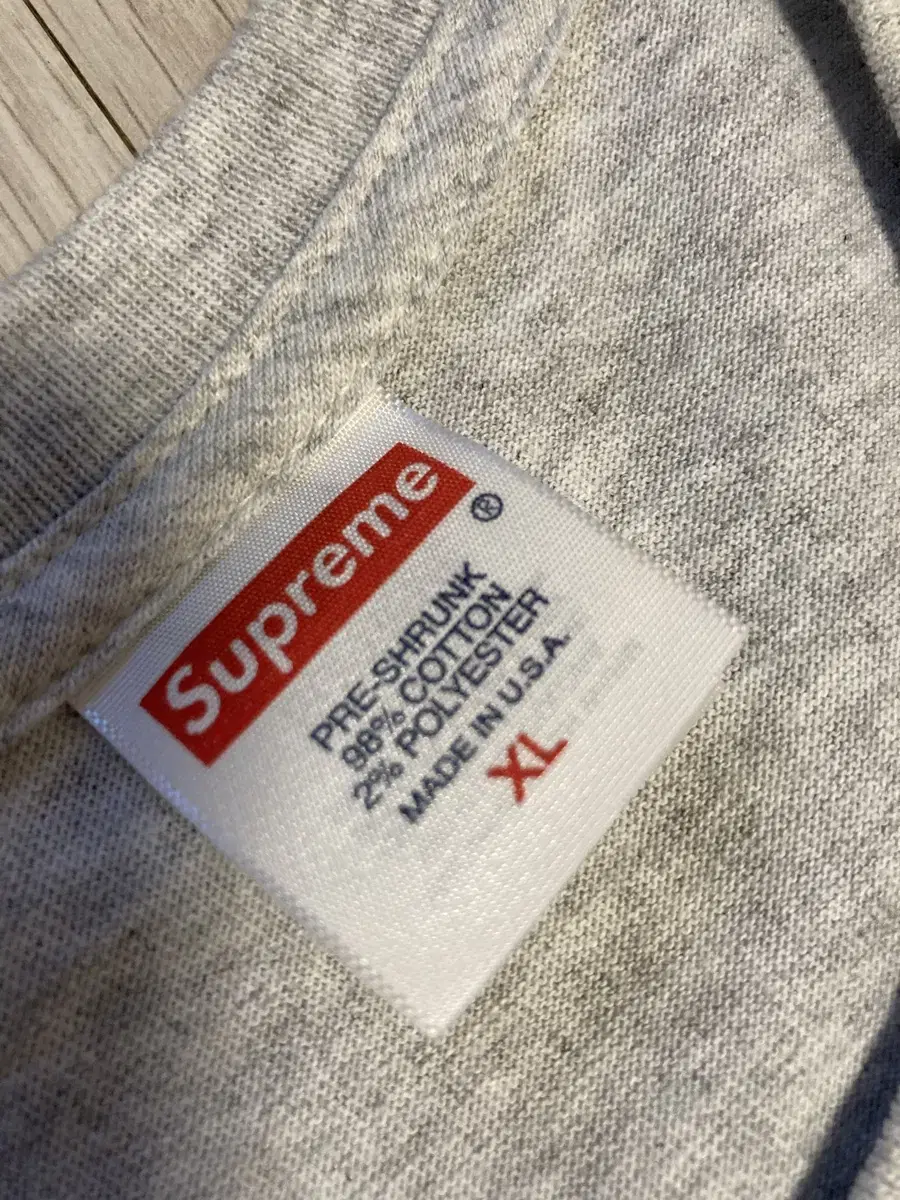 Supreme®
PRE-SHRUNK
98% COTTON
2% POLYESTER
MADE IN U.S.A.
XL